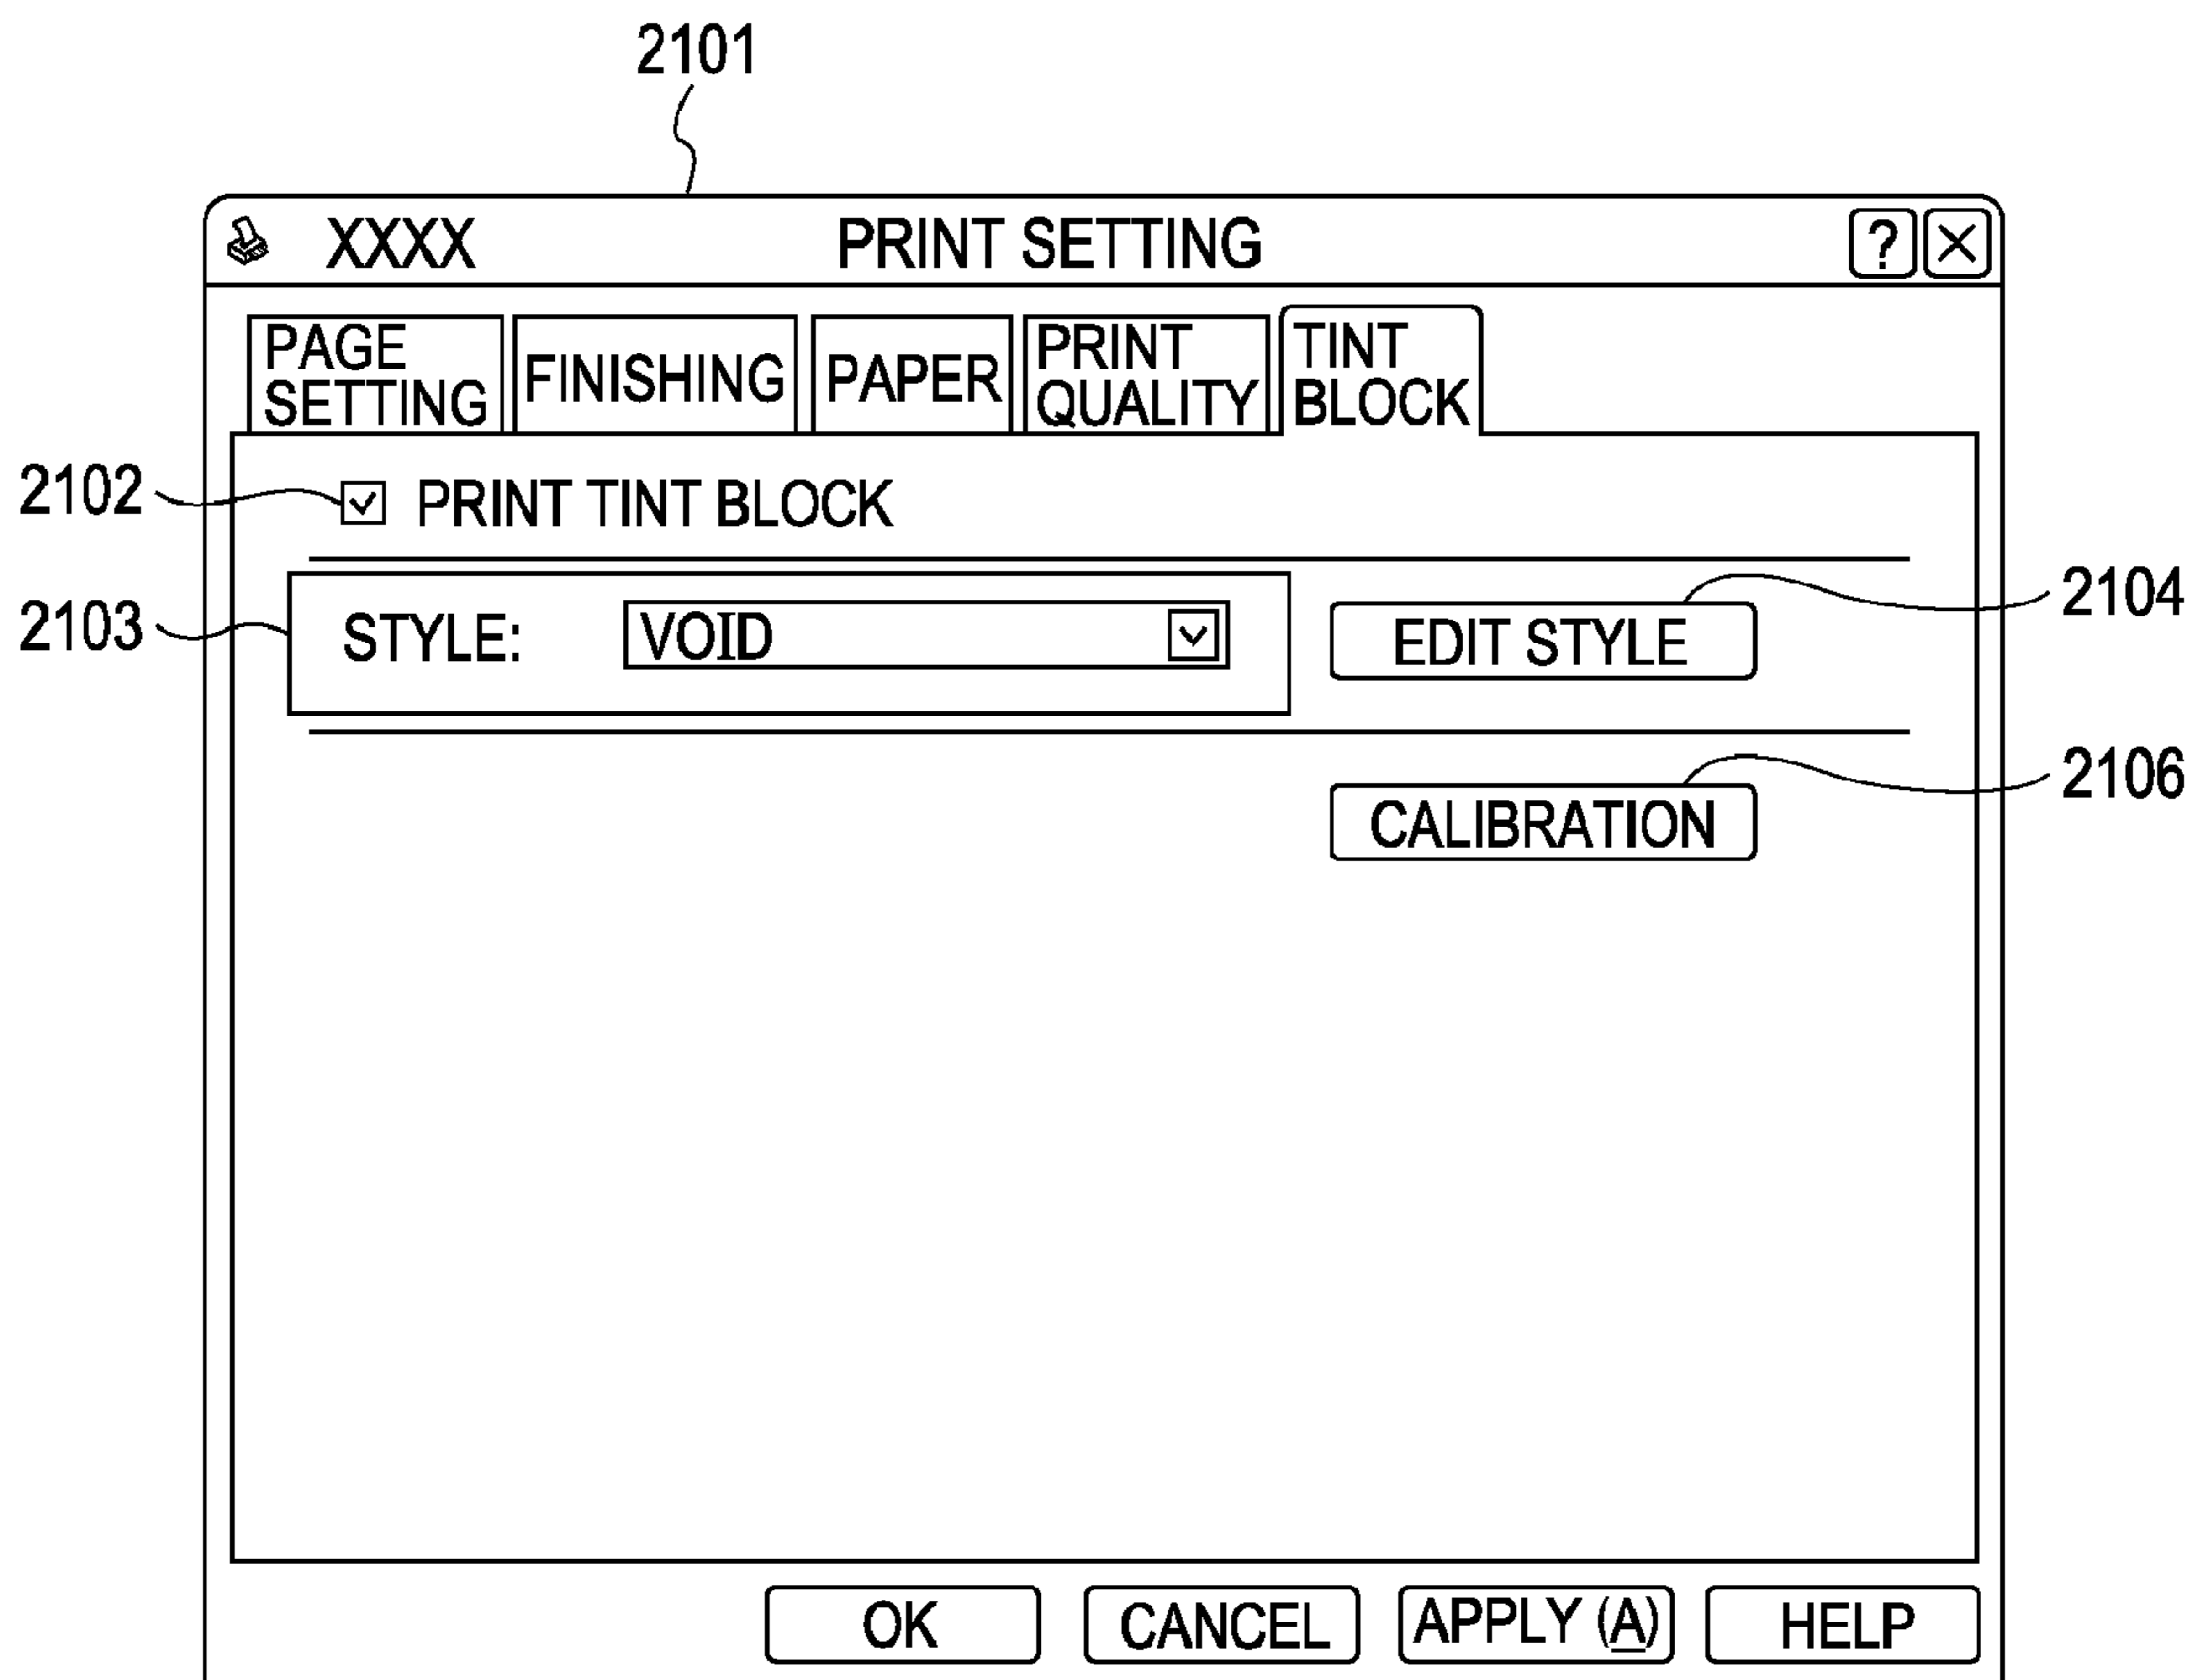 2101
XXXX PRINT SETTING ?
PAGE SETTING
FINISHING
PAPER
PRINT QUALITY
TINT BLOCK
2102
PRINT TINT BLOCK
2103
STYLE: VOID
EDIT STYLE
2104
CALIBRATION
2106
OK
CANCEL
APPLY (A)
HELP